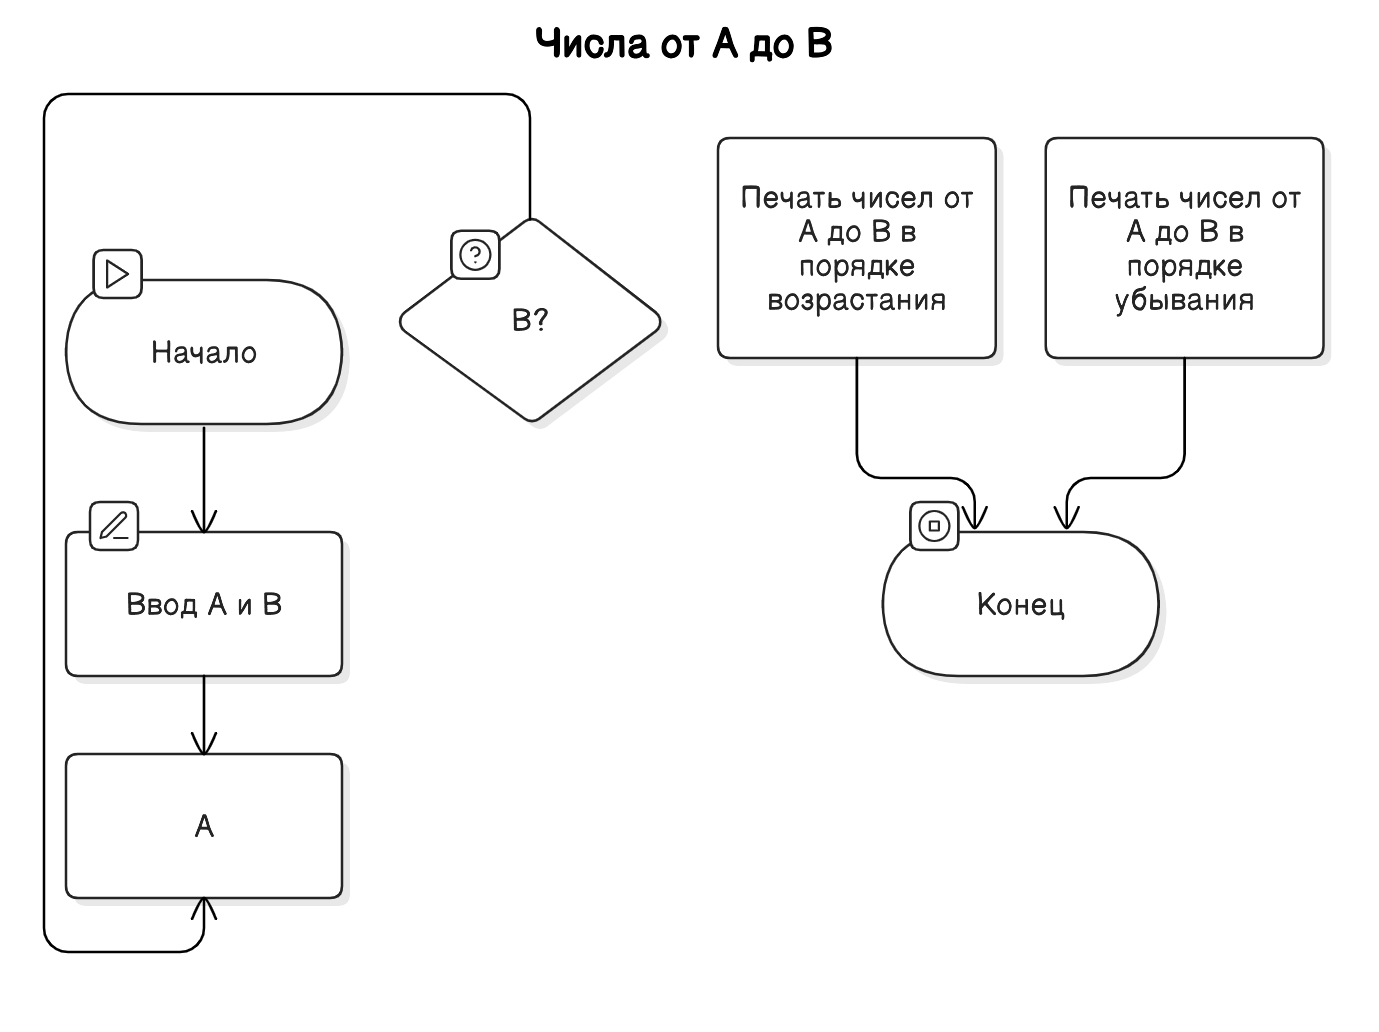 Числа от А до В
Начало
В?
Печать чисел от
А до В в
порядке
возрастания
Печать чисел от
А до В в
порядке
убывания
Ввод А и В
Конец
А